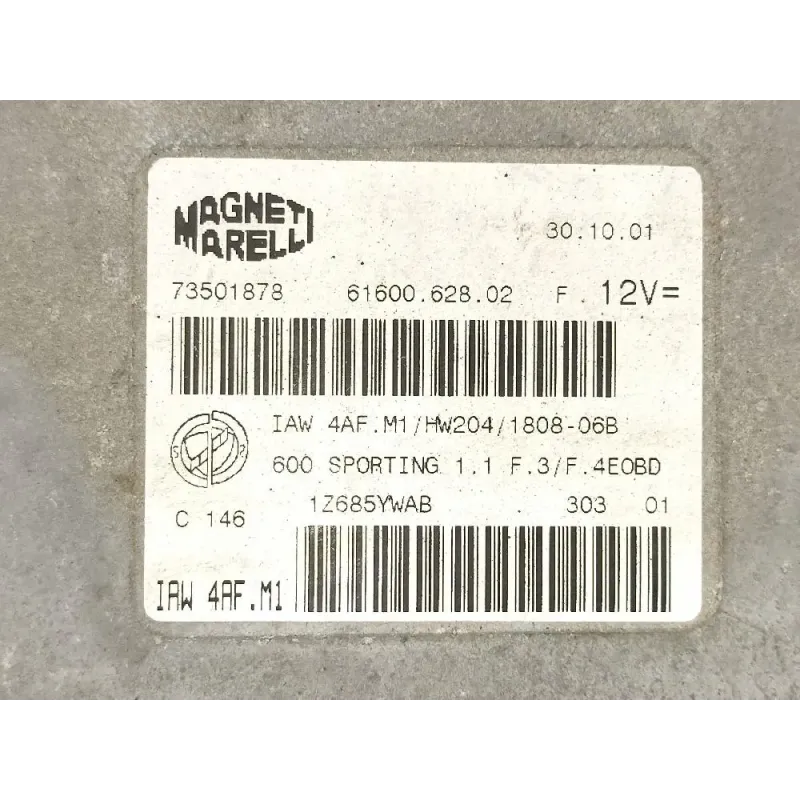 MAGNETI
MARELLI
30.10.01
73501878 61600.628.02 F. 12V=
IAW 4AF.M1/HW204/1808-06B
600 SPORTING 1.1 F.3/F.4EOBD
C 146
1Z685YWAB 303 01
IAW 4AF.M1